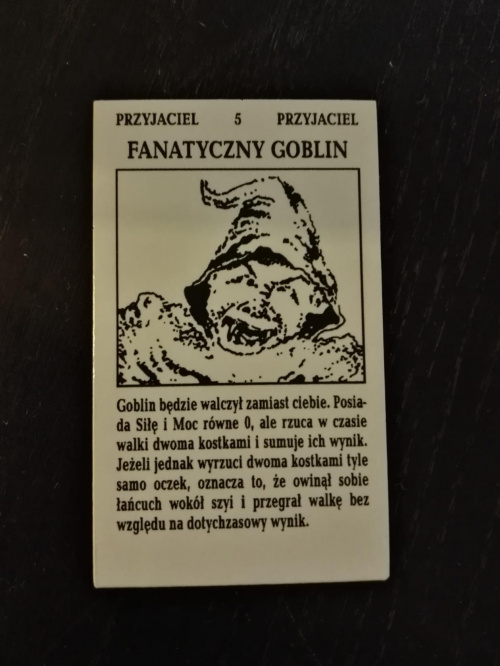 PRZYJACIEL 5 PRZYJACIEL
FANATYCZNY GOBLIN
Goblin będzie walczył zamiast ciebie. Posia-
da Siłę i Moc równe 0, ale rzuca w czasie
walki dwoma kostkami i sumuje ich wynik.
Jeżeli jednak wyrzuci dwoma kostkami tyle
samo oczek, oznacza to, że owinął sobie
łańcuch wokół szyi i przegrał walkę bez
względu na dotychczasowy wynik.